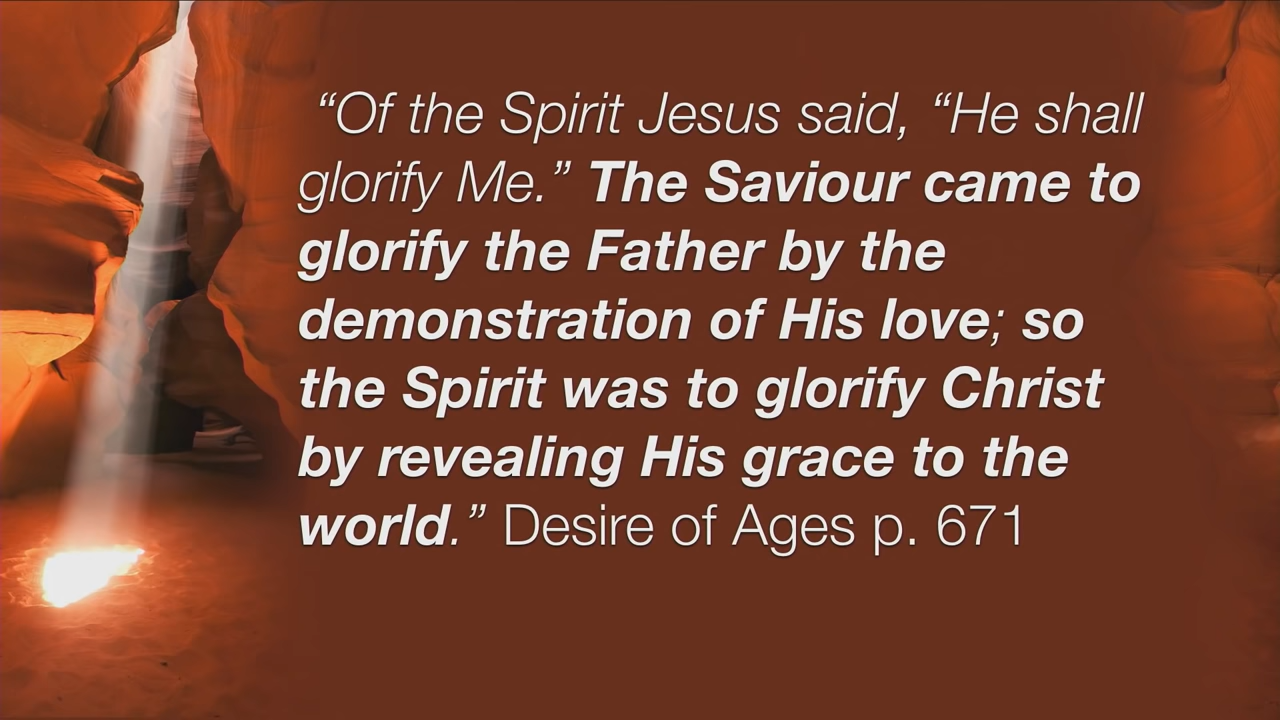 “Of the Spirit Jesus said, “He shall
glorify Me.” The Saviour came to
glorify the Father by the
demonstration of His love; so
the Spirit was to glorify Christ
by revealing His grace to the
world.” Desire of Ages p. 671